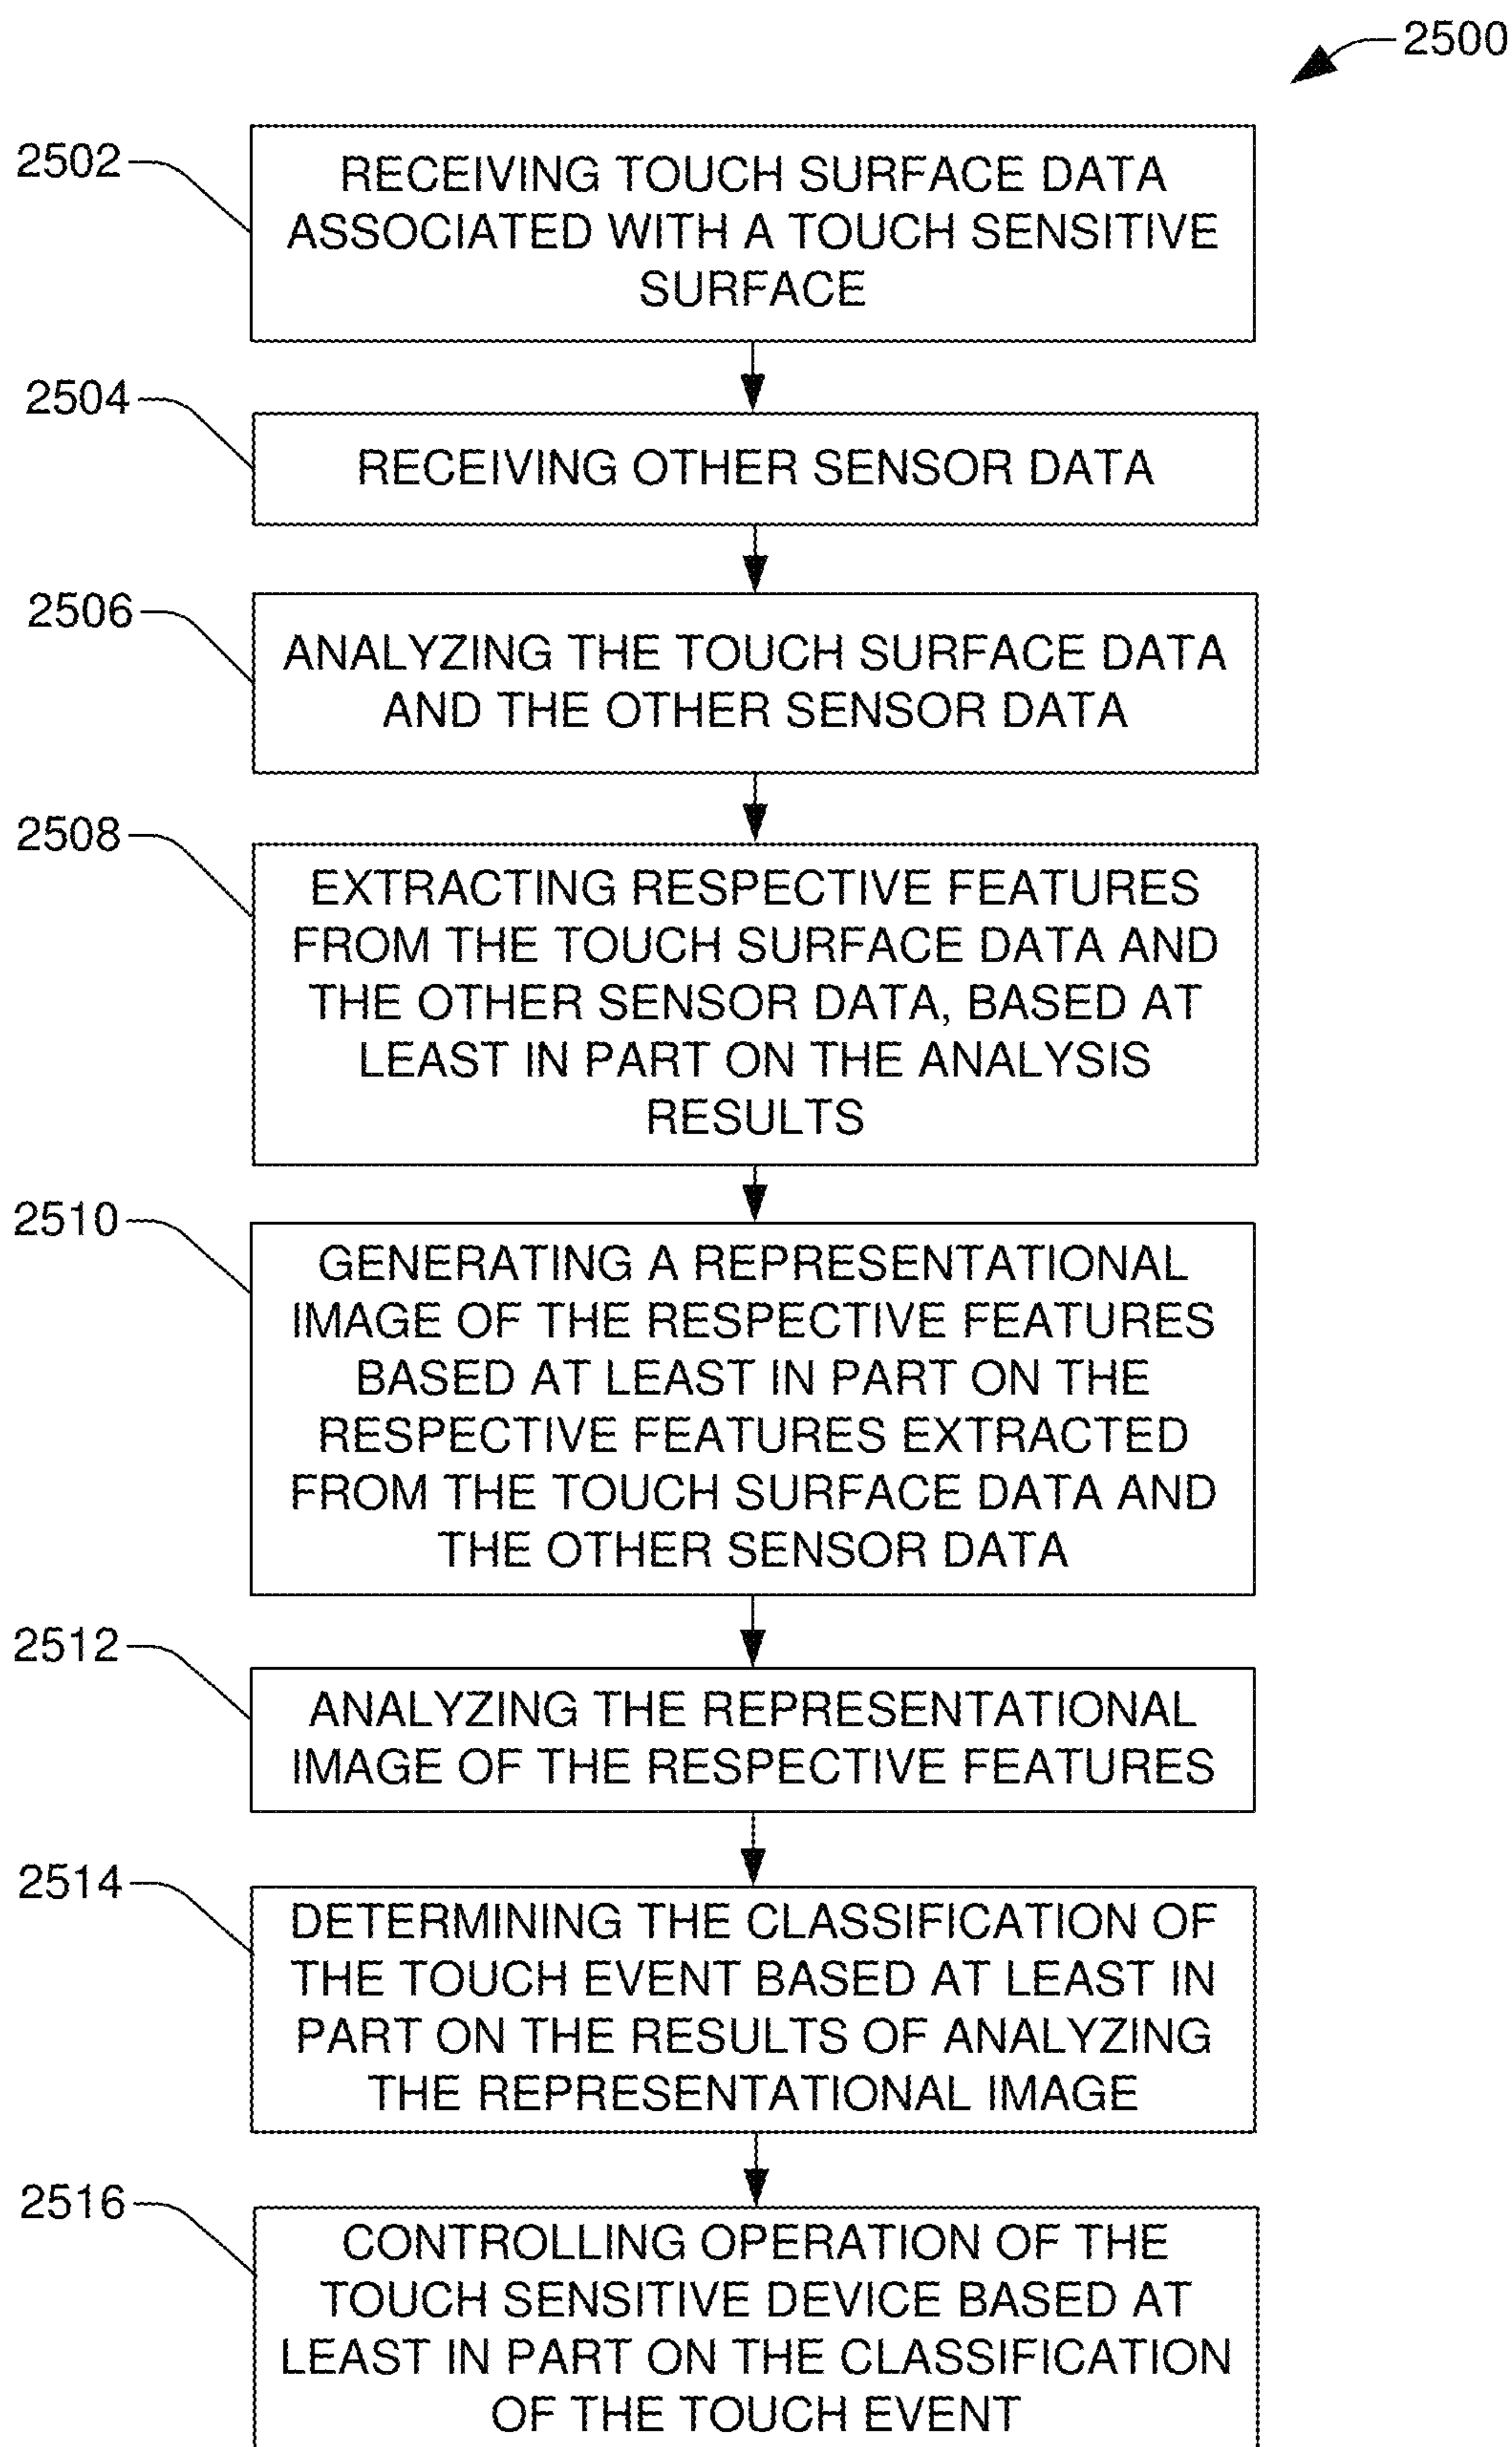 2500
2502
RECEIVING TOUCH SURFACE DATA
ASSOCIATED WITH A TOUCH SENSITIVE
SURFACE
2504
RECEIVING OTHER SENSOR DATA
2506
ANALYZING THE TOUCH SURFACE DATA
AND THE OTHER SENSOR DATA
2508
EXTRACTING RESPECTIVE FEATURES
FROM THE TOUCH SURFACE DATA AND
THE OTHER SENSOR DATA, BASED AT
LEAST IN PART ON THE ANALYSIS
RESULTS
2510
GENERATING A REPRESENTATIONAL
IMAGE OF THE RESPECTIVE FEATURES
BASED AT LEAST IN PART ON THE
RESPECTIVE FEATURES EXTRACTED
FROM THE TOUCH SURFACE DATA AND
THE OTHER SENSOR DATA
2512
ANALYZING THE REPRESENTATIONAL
IMAGE OF THE RESPECTIVE FEATURES
2514
DETERMINING THE CLASSIFICATION OF
THE TOUCH EVENT BASED AT LEAST IN
PART ON THE RESULTS OF ANALYZING
THE REPRESENTATIONAL IMAGE
2516
CONTROLLING OPERATION OF THE
TOUCH SENSITIVE DEVICE BASED AT
LEAST IN PART ON THE CLASSIFICATION
OF THE TOUCH EVENT